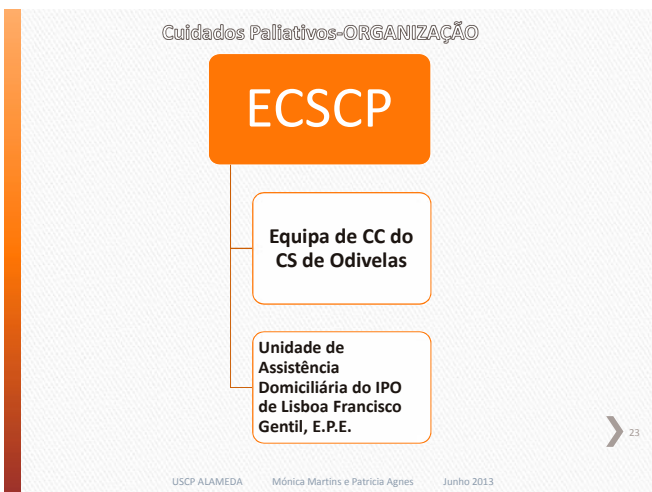 Cuidados Paliativos-ORGANIZAÇÃO
ECSCP
Equipa de CC do
CS de Odivelas
Unidade de
Assistência
Domiciliária do IPO
de Lisboa Francisco
Gentil, E.P.E.
23
USCP ALAMEDA Mónica Martins e Patricia Agnes Junho 2013